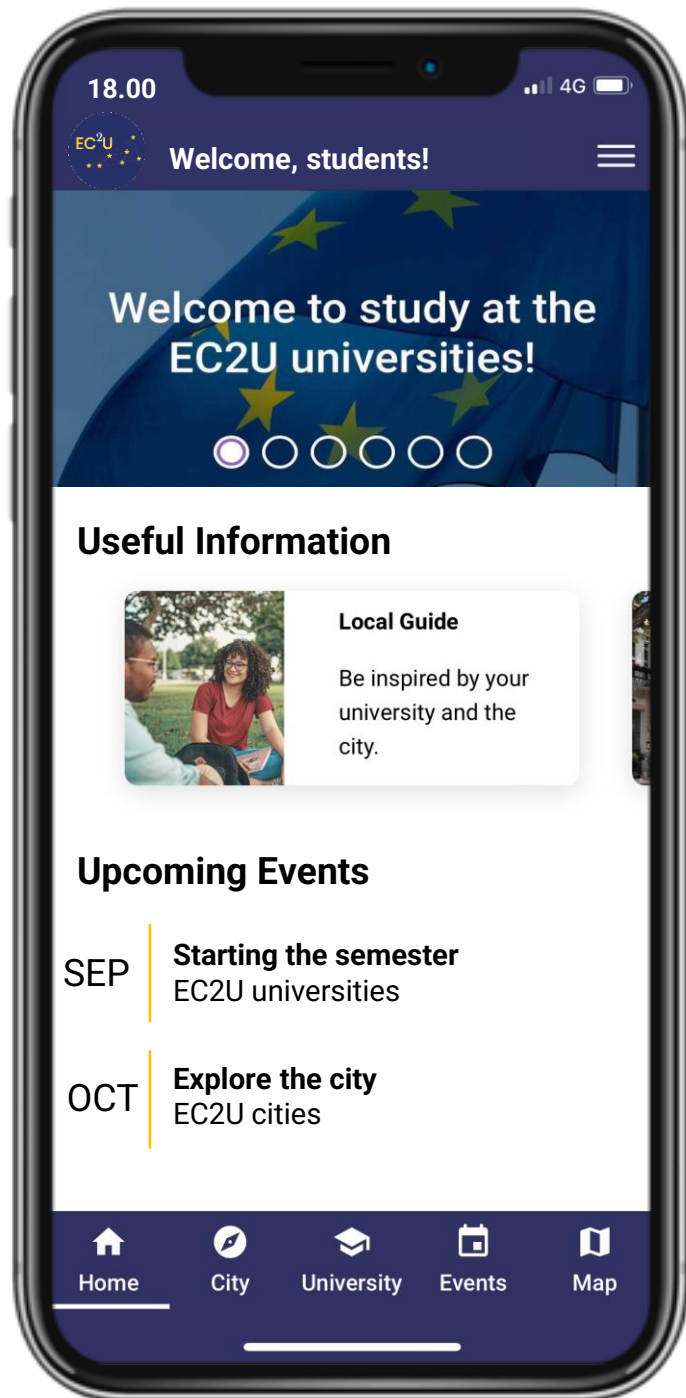 18.00
4G
EC²U
Welcome, students!
Welcome to study at the
EC2U universities!
Useful Information
Local Guide
Be inspired by your
university and the
city.
Upcoming Events
SEP
Starting the semester
EC2U universities
OCT
Explore the city
EC2U cities
Home
City
University
Events
Map